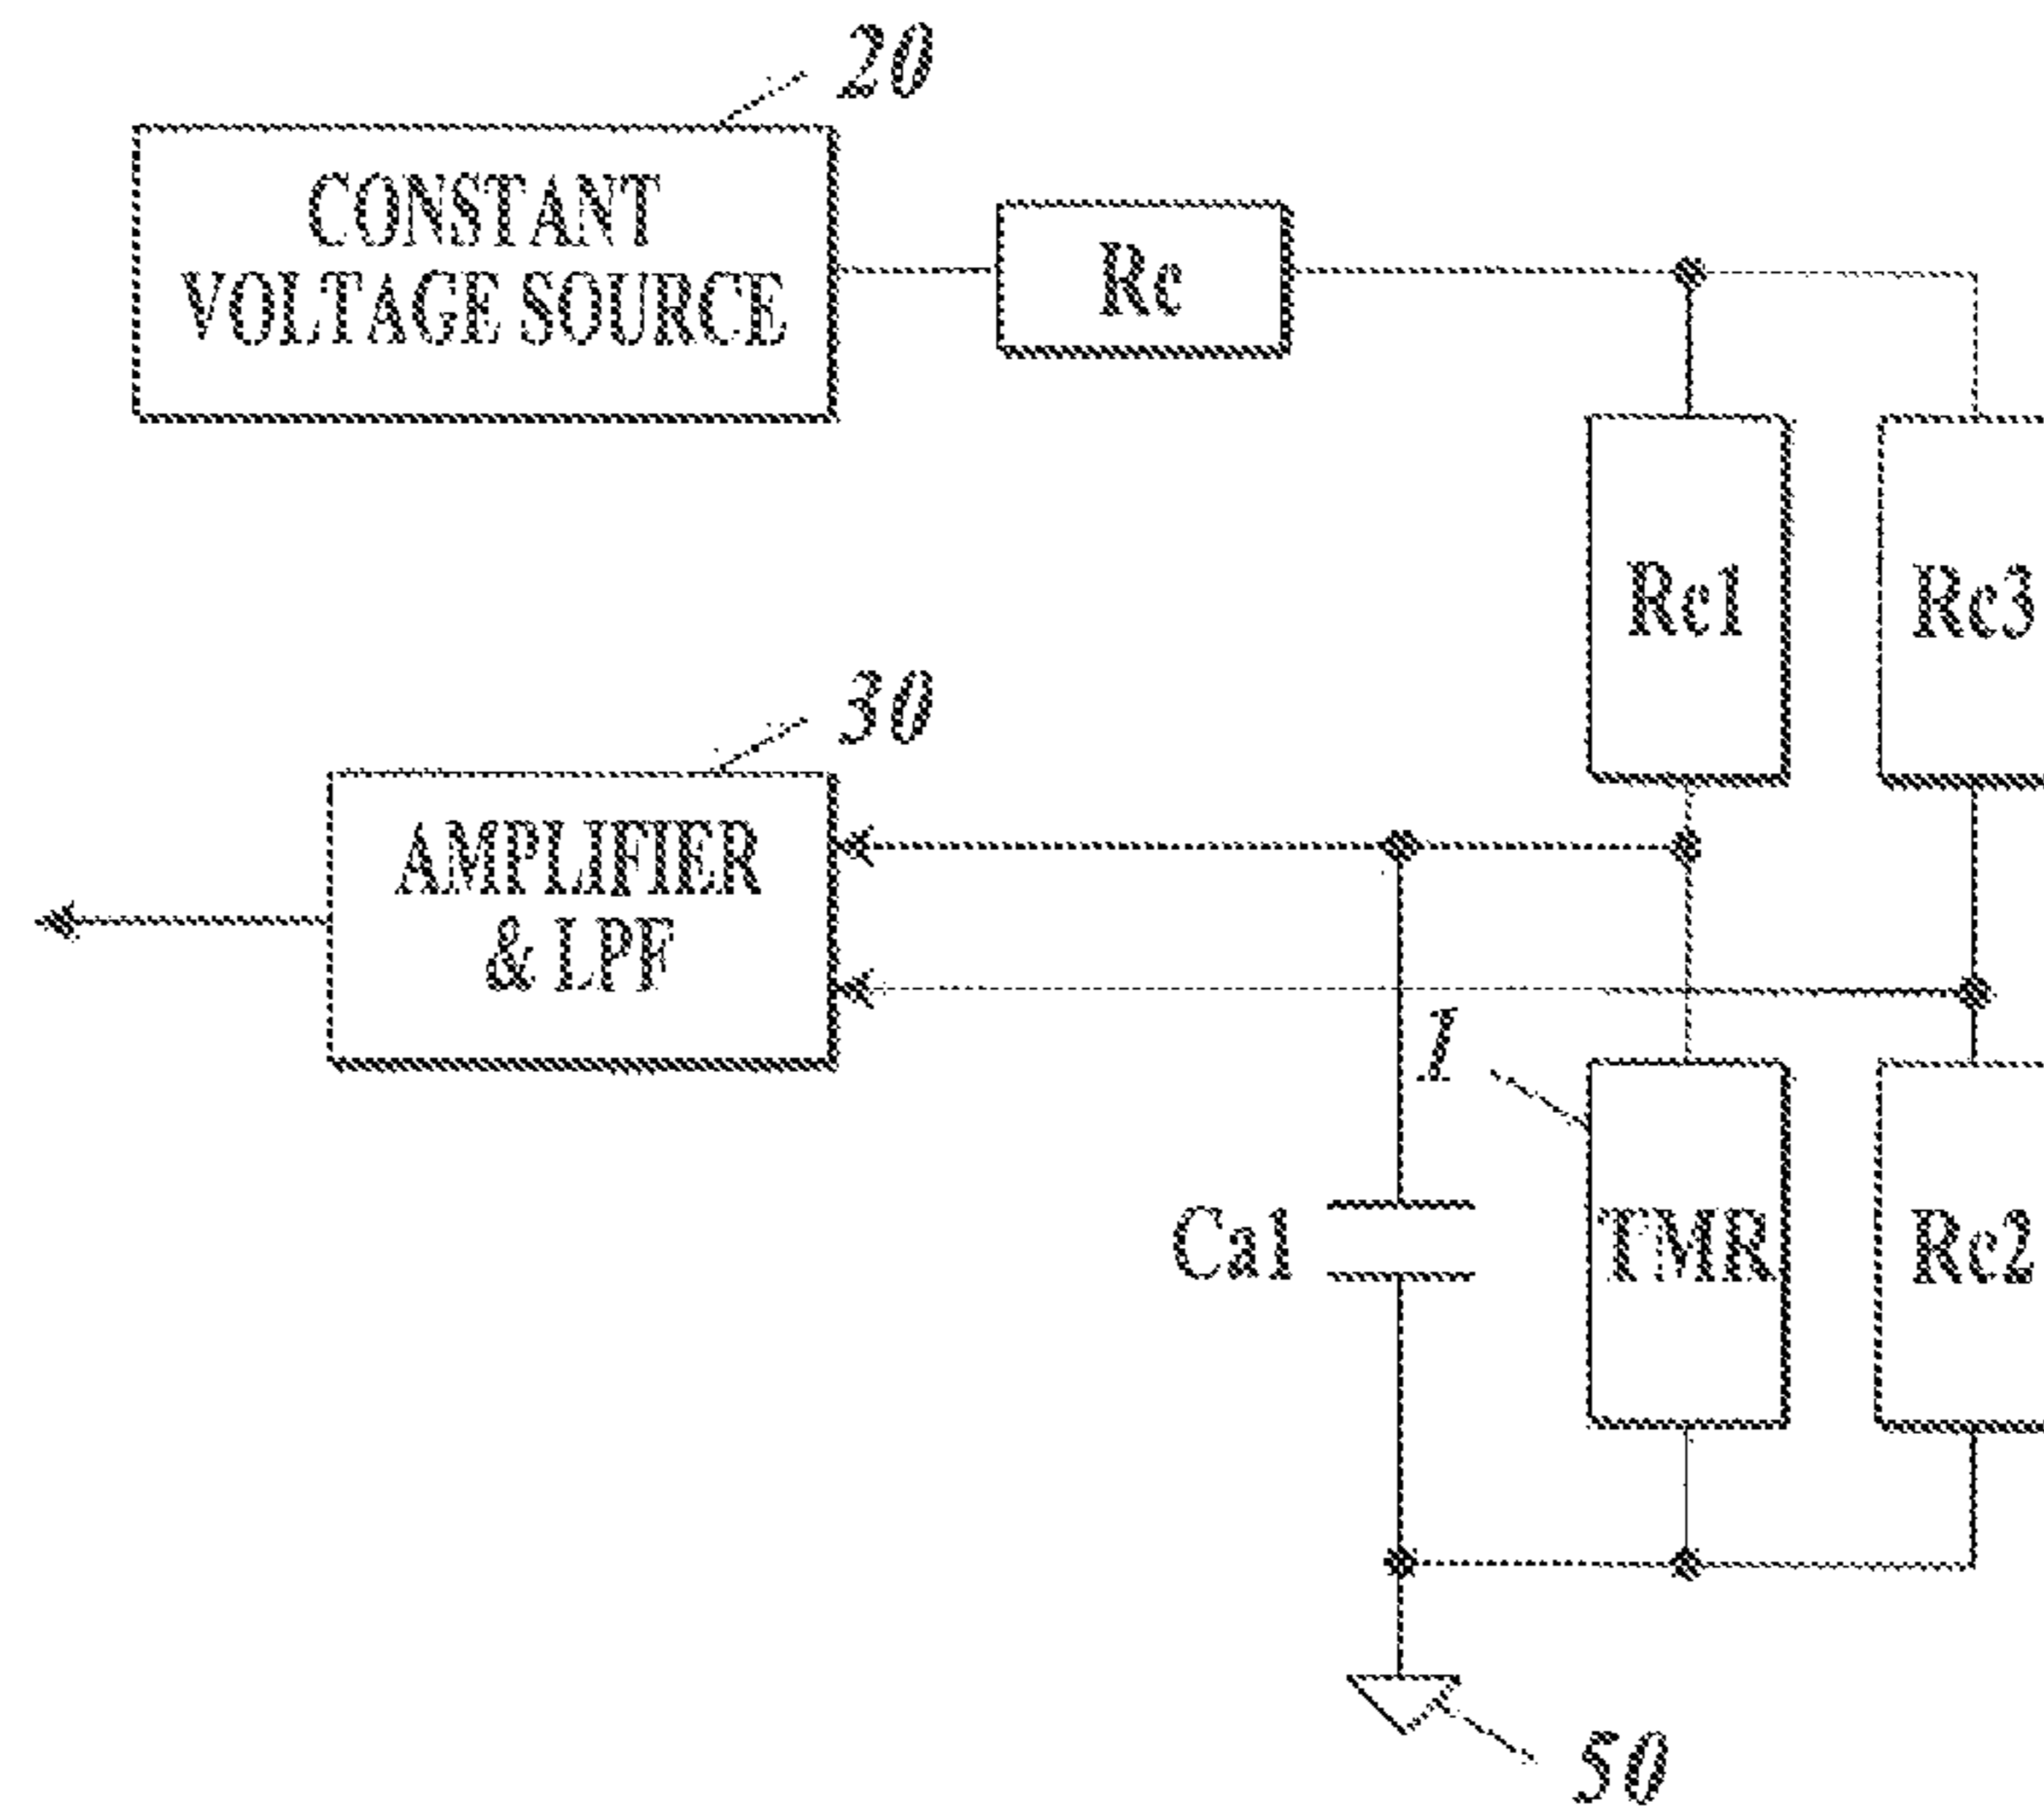 20
CONSTANT
VOLTAGE SOURCE
Rc
Rc1
Rc3
30
AMPLIFIER
& LPF
1
Ca1
TMR
Rc2
50